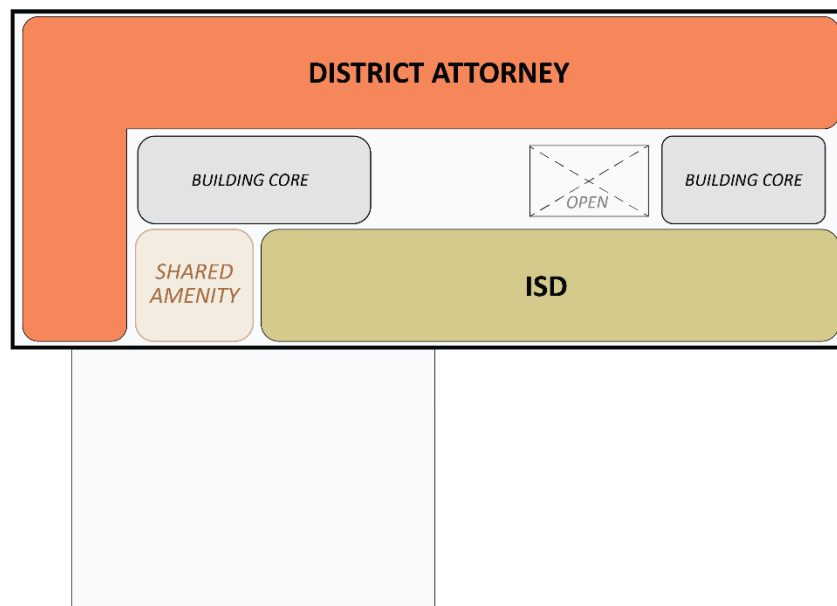 DISTRICT ATTORNEY
BUILDING CORE
OPEN
BUILDING CORE
SHARED
AMENITY
ISD